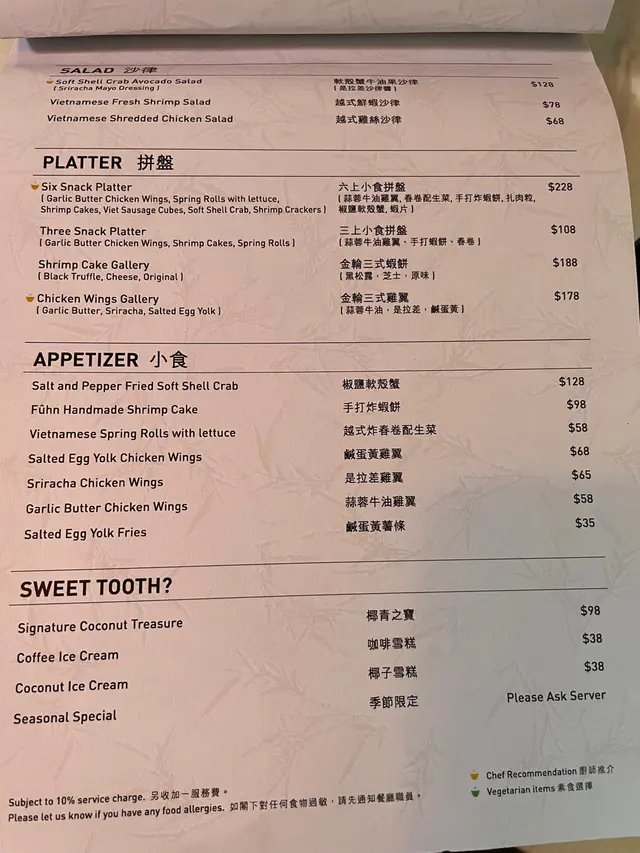 SALAD 沙律
Soft Shell Crab Avocado Salad 軟殼蟹牛油果沙律 $128
( Sriracha Mayo Dressing ) ( 是拉差沙律醬 )
Vietnamese Fresh Shrimp Salad 越式鮮蝦沙律 $78
Vietnamese Shredded Chicken Salad 越式雞絲沙律 $68
PLATTER 拼盤
Six Snack Platter 六上小食拼盤 $228
( Garlic Butter Chicken Wings, Spring Rolls with lettuce, ( 蒜蓉牛油雞翼, 春卷配生菜, 手打炸蝦餅, 扎肉粒,
Shrimp Cakes, Viet Sausage Cubes, Soft Shell Crab, Shrimp Crackers ) 椒鹽軟殼蟹, 蝦片 )
Three Snack Platter 三上小食拼盤 $108
( Garlic Butter Chicken Wings, Shrimp Cakes, Spring Rolls ) ( 蒜蓉牛油雞翼、手打蝦餅、春卷 )
Shrimp Cake Gallery 金輪三式蝦餅 $188
( Black Truffle, Cheese, Original ) ( 黑松露，芝士，原味 )
Chicken Wings Gallery 金輪三式雞翼 $178
( Garlic Butter, Sriracha, Salted Egg Yolk ) ( 蒜蓉牛油，是拉差，鹹蛋黃 )
APPETIZER 小食
Salt and Pepper Fried Soft Shell Crab 椒鹽軟殼蟹 $128
Fûhn Handmade Shrimp Cake 手打炸蝦餅 $98
Vietnamese Spring Rolls with lettuce 越式炸春卷配生菜 $58
Salted Egg Yolk Chicken Wings 鹹蛋黃雞翼 $68
Sriracha Chicken Wings 是拉差雞翼 $65
Garlic Butter Chicken Wings 蒜蓉牛油雞翼 $58
Salted Egg Yolk Fries 鹹蛋黃薯條 $35
SWEET TOOTH?
Signature Coconut Treasure 椰青之寶 $98
Coffee Ice Cream 咖啡雪糕 $38
Coconut Ice Cream 椰子雪糕 $38
Seasonal Special 季節限定 Please Ask Server
Chef Recommendation 廚師推介
Vegetarian items 素食選擇
Subject to 10% service charge. 另收加一服務費。
Please let us know if you have any food allergies. 如閣下對任何食物過敏，請先通知餐廳職員。